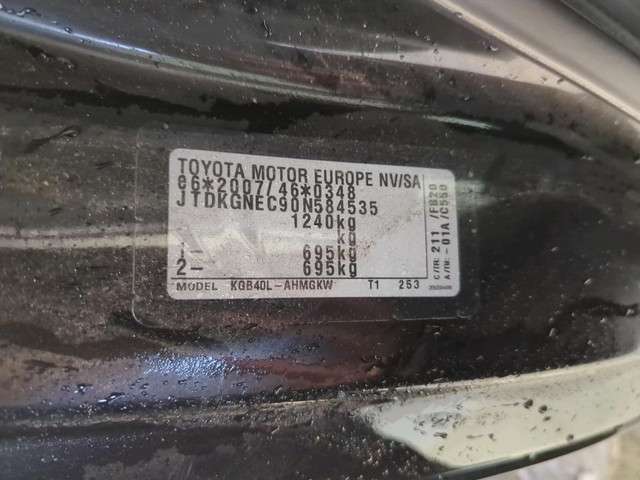 TOYOTA MOTOR EUROPE NV/SA
e6*2007/46*0348
JTDKGNEC90N584535
1240kg
kg
1- 695kg
2- 695kg
MODEL KGB40L-AHMGKW T1 253
C/TR: 211 /FB20
A/TM: -01A /C550